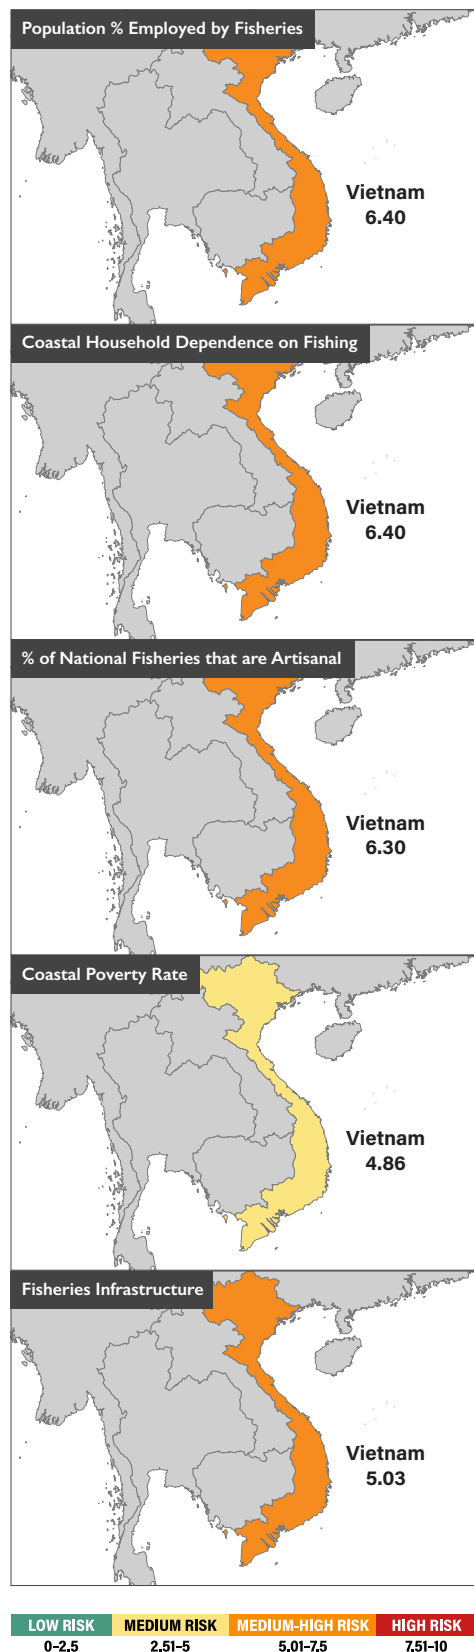 Population % Employed by Fisheries
Vietnam
6.40
Coastal Household Dependence on Fishing
Vietnam
6.40
% of National Fisheries that are Artisanal
Vietnam
6.30
Coastal Poverty Rate
Vietnam
4.86
Fisheries Infrastructure
Vietnam
5.03
LOW RISK MEDIUM RISK MEDIUM-HIGH RISK HIGH RISK
0–2.5 2.51–5 5.01–7.5 7.51–10